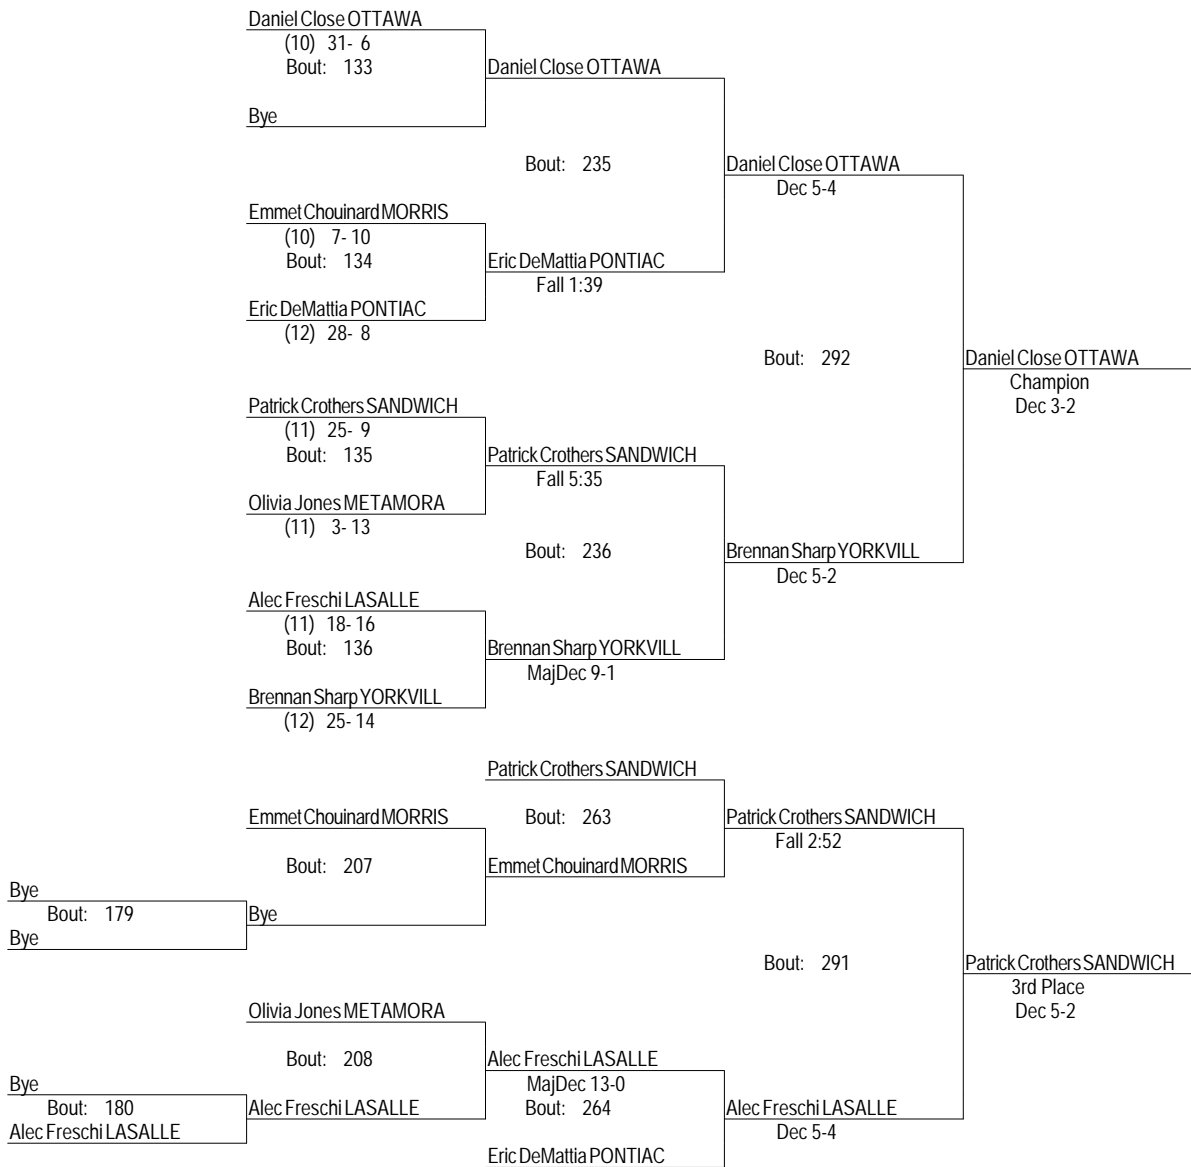 Daniel Close OTTAWA
(10) 31- 6
Bout: 133
Daniel Close OTTAWA
Bye
Bout: 235
Daniel Close OTTAWA
Dec 5-4
Emmet Chouinard MORRIS
(10) 7- 10
Bout: 134
Eric DeMattia PONTIAC
Fall 1:39
Eric DeMattia PONTIAC
(12) 28- 8
Bout: 292
Daniel Close OTTAWA
Champion
Dec 3-2
Patrick Crothers SANDWICH
(11) 25- 9
Bout: 135
Patrick Crothers SANDWICH
Fall 5:35
Olivia Jones METAMORA
(11) 3- 13
Bout: 236
Brennan Sharp YORKVILL
Dec 5-2
Alec Freschi LASALLE
(11) 18- 16
Bout: 136
Brennan Sharp YORKVILL
MajDec 9-1
Brennan Sharp YORKVILL
(12) 25- 14
Patrick Crothers SANDWICH
Emmet Chouinard MORRIS
Bout: 263
Patrick Crothers SANDWICH
Fall 2:52
Bout: 207
Emmet Chouinard MORRIS
Bye
Bout: 179
Bye
Bye
Bout: 291
Patrick Crothers SANDWICH
3rd Place
Dec 5-2
Olivia Jones METAMORA
Bout: 208
Alec Freschi LASALLE
MajDec 13-0
Bye
Bout: 180
Alec Freschi LASALLE
Bout: 264
Alec Freschi LASALLE
Dec 5-4
Alec Freschi LASALLE
Eric DeMattia PONTIAC